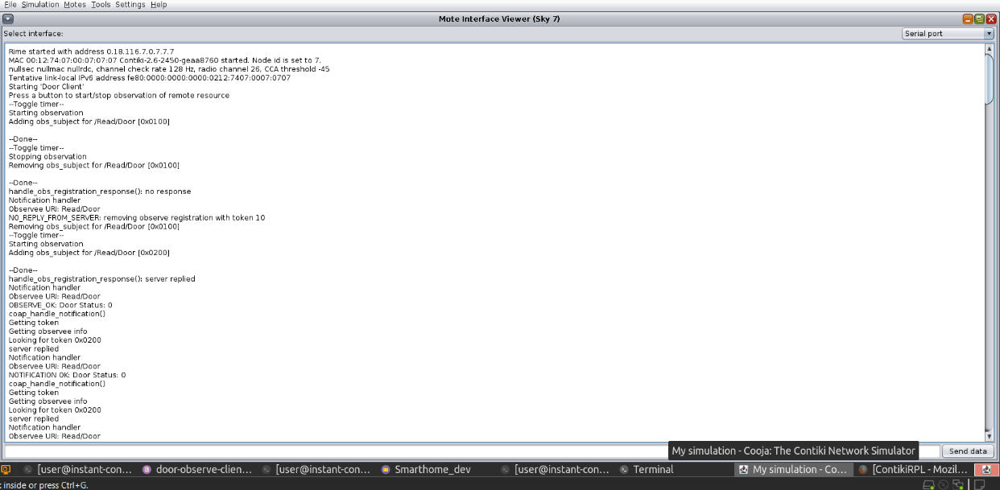 File Simulation Motes Tools Settings Help
Mote Interface Viewer (Sky 7)
Select interface:
Serial port
Rime started with address 0.18.116.7.0.7.7.7
MAC 00:12:74:07:00:07:07:07 Contiki-2.6-2450-geaa8760 started. Node id is set to 7.
nullsec nullmac nullrdc, channel check rate 128 Hz, radio channel 26, CCA threshold -45
Tentative link-local IPv6 address fe80:0000:0000:0000:0212:7407:0007:0707
Starting 'Door Client'
Press a button to start/stop observation of remote resource
--Toggle timer--
Starting observation
Adding obs_subject for /Read/Door [0x0100]
--Done--
--Toggle timer--
Stopping observation
Removing obs_subject for /Read/Door [0x0100]
--Done--
handle_obs_registration_response(): no response
Notification handler
Observee URI: Read/Door
NO_REPLY_FROM_SERVER: removing observe registration with token 10
Removing obs_subject for /Read/Door [0x0100]
--Toggle timer--
Starting observation
Adding obs_subject for /Read/Door [0x0200]
--Done--
handle_obs_registration_response(): server replied
Notification handler
Observee URI: Read/Door
OBSERVE_OK: Door Status: 0
coap_handle_notification()
Getting token
Getting observee info
Looking for token 0x0200
server replied
Notification handler
Observee URI: Read/Door
NOTIFICATION OK: Door Status: 0
coap_handle_notification()
Getting token
Getting observee info
Looking for token 0x0200
server replied
Notification handler
Observee URI: Read/Door
My simulation - Cooja: The Contiki Network Simulator
Send data
[user@instant-con... door-observe-clien... [user@instant-con... Smarthome_dev [user@instant-con... Terminal My simulation - Co... [ContikiRPL - Mozil...
inside or press Ctrl+G.